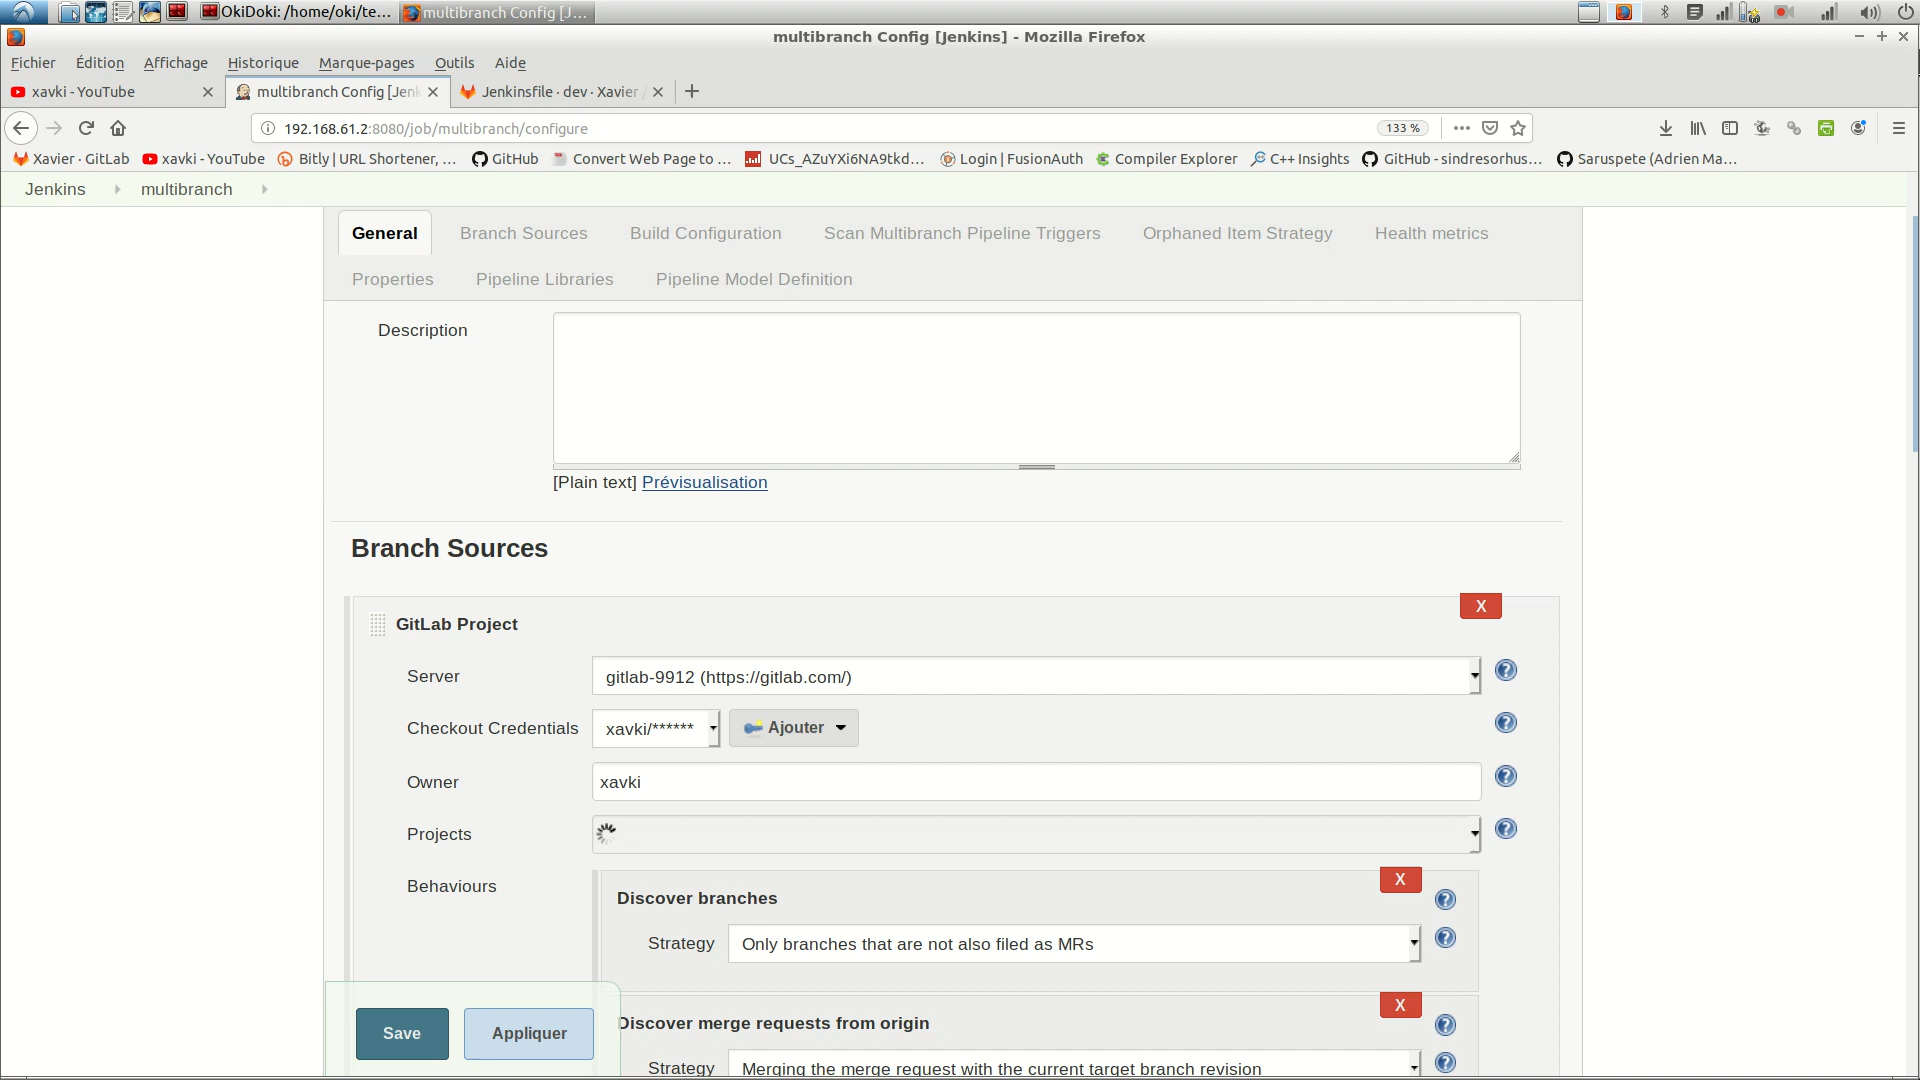 OkiDoki: /home/oki/te...
multibranch Config [J...
multibranch Config [Jenkins] - Mozilla Firefox
Fichier Édition Affichage Historique Marque-pages Outils Aide
xavki - YouTube
multibranch Config [Jenk
Jenkinsfile · dev · Xavier /
192.168.61.2:8080/job/multibranch/configure
133 %
Xavier · GitLab
xavki - YouTube
Bitly | URL Shortener, ...
GitHub
Convert Web Page to ...
UCs_AZuYXi6NA9tkd...
Login | FusionAuth
Compiler Explorer
C++ Insights
GitHub - sindresorhus...
Saruspete (Adrien Ma...
Jenkins multibranch
General Branch Sources Build Configuration Scan Multibranch Pipeline Triggers Orphaned Item Strategy Health metrics
Properties Pipeline Libraries Pipeline Model Definition
Description
[Plain text] Prévisualisation
Branch Sources
X
GitLab Project
Server gitlab-9912 (https://gitlab.com/)
Checkout Credentials xavki/****** Ajouter
Owner xavki
Projects
Behaviours
X
Discover branches
Strategy Only branches that are not also filed as MRs
X
Discover merge requests from origin
Strategy Merging the merge request with the current target branch revision
Save Appliquer